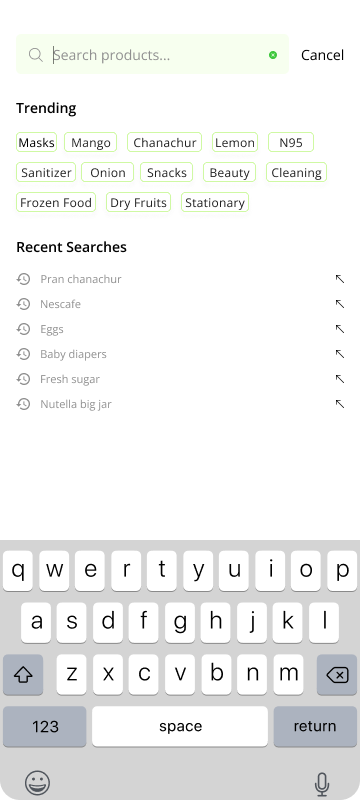 Search products... Cancel
Trending
Masks Mango Chanachur Lemon N95
Sanitizer Onion Snacks Beauty Cleaning
Frozen Food Dry Fruits Stationary
Recent Searches
Pran chanachur
Nescafe
Eggs
Baby diapers
Fresh sugar
Nutella big jar
q w e r t y u i o p
a s d f g h j k l
z x c v b n m
123 space return